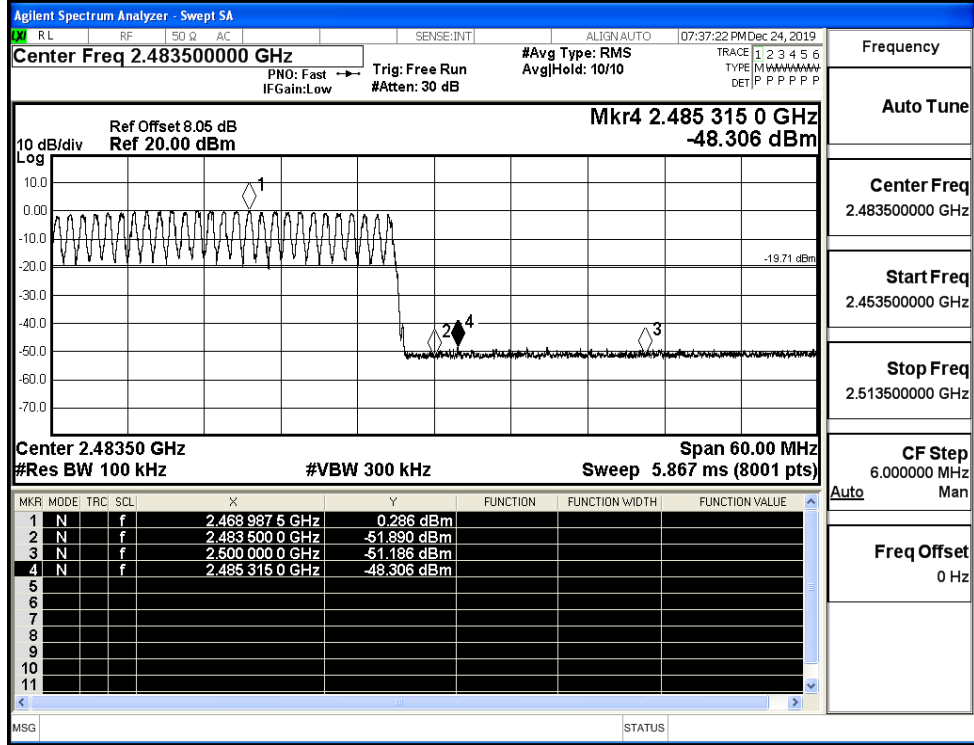 Agilent Spectrum Analyzer - Swept SA
LXI RL RF 50 Ω AC SENSE:INT ALIGN AUTO 07:37:22 PM Dec 24, 2019
Center Freq 2.483500000 GHz
PNO: Fast
IFGain:Low
Trig: Free Run
#Atten: 30 dB
#Avg Type: RMS
Avg|Hold: 10/10
TRACE 1 2 3 4 5 6
TYPE M WWWWW
DET P P P P P P
Mkr4 2.485 315 0 GHz
-48.306 dBm
Ref Offset 8.05 dB
10 dB/div Ref 20.00 dBm
Log
10.0
0.00
-10.0
-20.0
-30.0
-40.0
-50.0
-60.0
-70.0
1
2
4
3
-19.71 dBm
Center 2.48350 GHz Span 60.00 MHz
#Res BW 100 kHz #VBW 300 kHz Sweep 5.867 ms (8001 pts)
MKR MODE TRC SCL X Y FUNCTION FUNCTION WIDTH FUNCTION VALUE
1 N f 2.468 987 5 GHz 0.286 dBm
2 N f 2.483 500 0 GHz -51.890 dBm
3 N f 2.500 000 0 GHz -51.186 dBm
4 N f 2.485 315 0 GHz -48.306 dBm
5
6
7
8
9
10
11
MSG STATUS
Frequency
Auto Tune
Center Freq
2.483500000 GHz
Start Freq
2.453500000 GHz
Stop Freq
2.513500000 GHz
CF Step
6.000000 MHz
Auto Man
Freq Offset
0 Hz